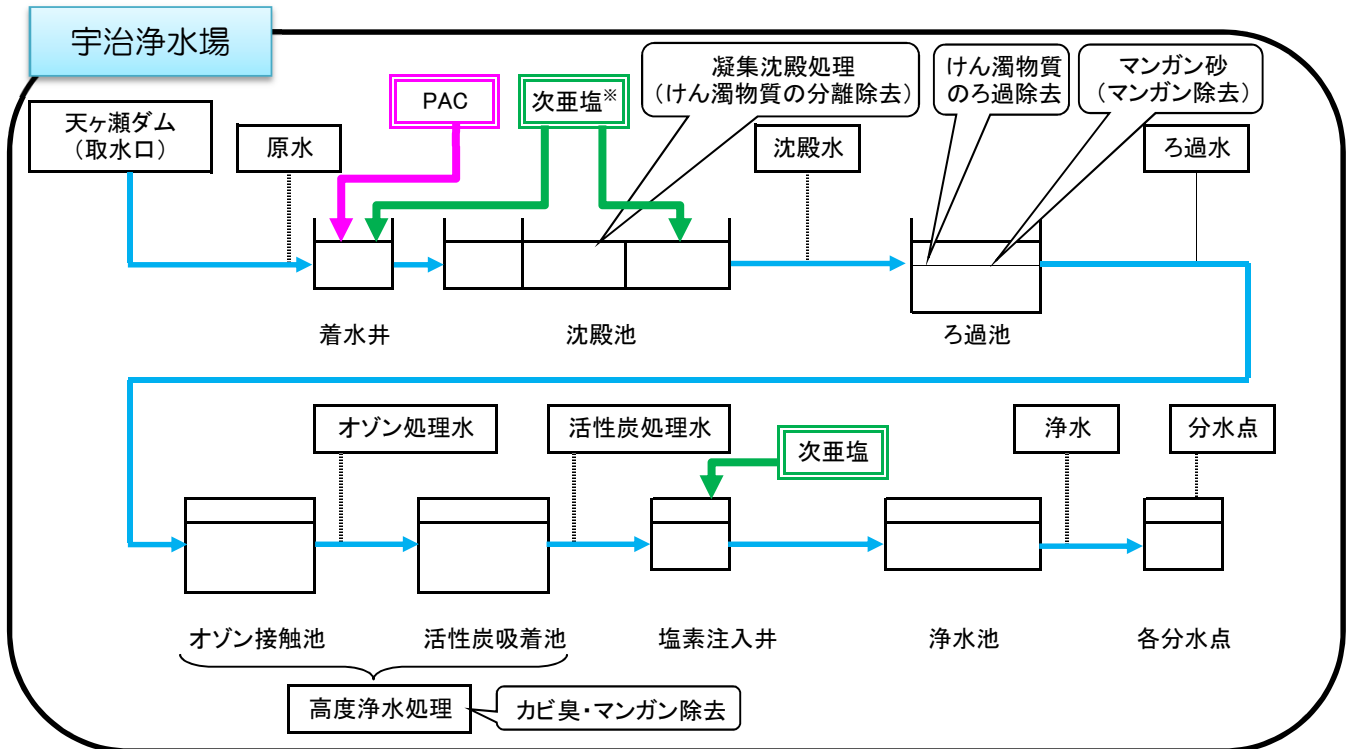 宇治浄水場
PAC
次亜塩※
凝集沈殿処理
(けん濁物質の分離除去)
けん濁物質
のろ過除去
マンガン砂
(マンガン除去)
天ヶ瀬ダム
(取水口)
原水
沈殿水
ろ過水
着水井
沈殿池
ろ過池
オゾン処理水
活性炭処理水
次亜塩
浄水
分水点
オゾン接触池
活性炭吸着池
塩素注入井
浄水池
各分水点
高度浄水処理
カビ臭・マンガン除去